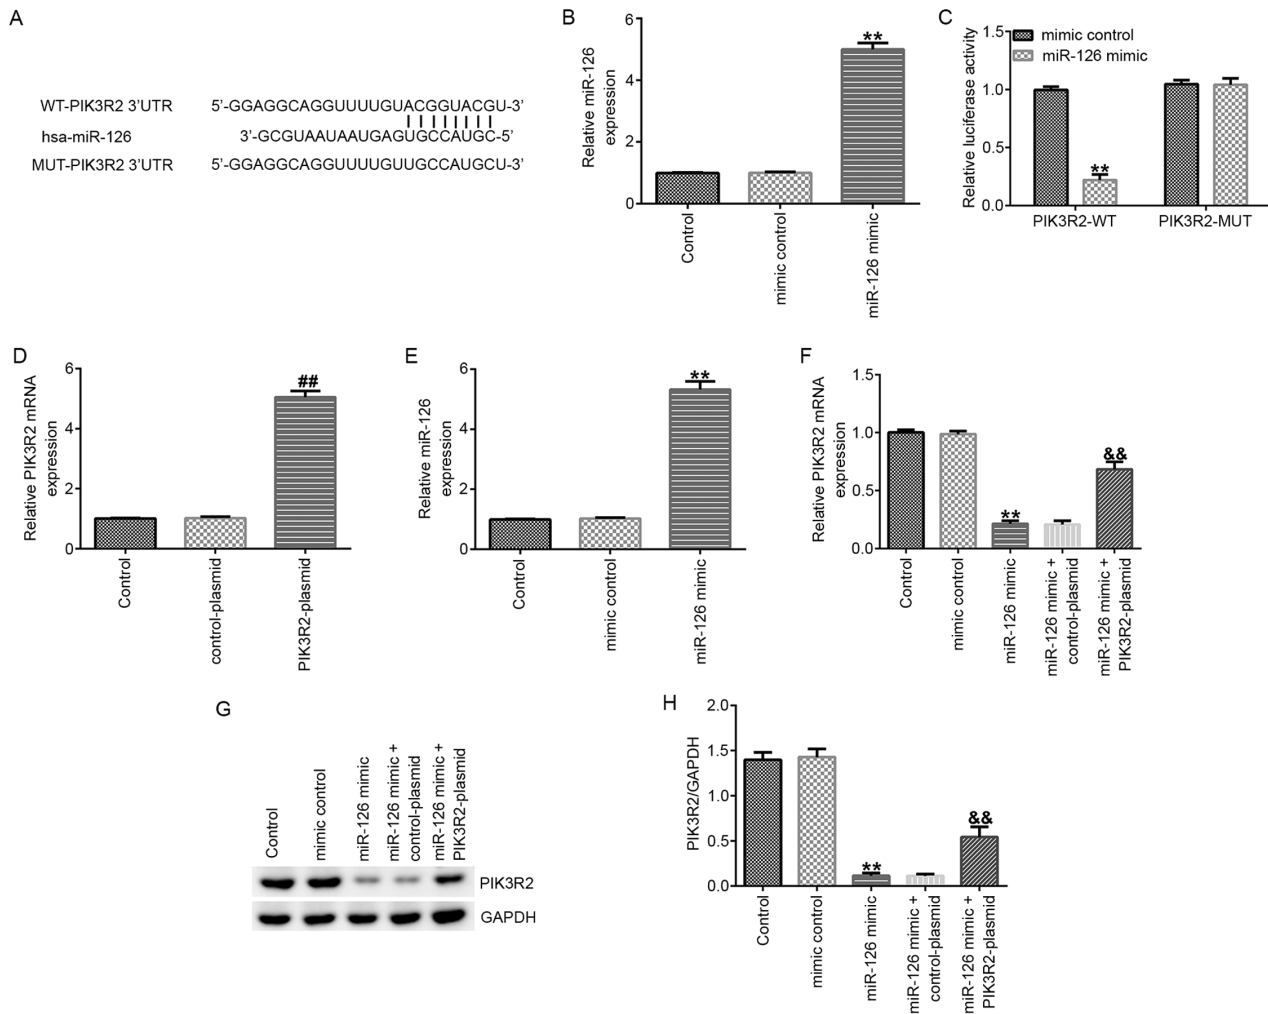 A
WT-PIK3R2 3’UTR 5’-GGAGGCAGGUUUUGUACGGUACGU-3’
hsa-miR-126 3’-GCGUAAUAAUGAGUGCCAUGC-5’
MUT-PIK3R2 3’UTR 5’-GGAGGCAGGUUUUGUUGCCAUGCU-3’
B
Relative miR-126
expression
6
4
2
0
**
Control
mimic control
miR-126 mimic
C
Relative luciferase activity
1.5
1.0
0.5
0.0
mimic control
miR-126 mimic
**
PIK3R2-WT
PIK3R2-MUT
D
Relative PIK3R2 mRNA
expression
6
4
2
0
##
Control
control-plasmid
PIK3R2-plasmid
E
Relative miR-126
expression
6
4
2
0
**
Control
mimic control
miR-126 mimic
F
Relative PIK3R2 mRNA
expression
1.5
1.0
0.5
0.0
**
&&
Control
mimic control
miR-126 mimic
miR-126 mimic +
control-plasmid
miR-126 mimic +
PIK3R2-plasmid
G
Control
mimic control
miR-126 mimic
miR-126 mimic +
control-plasmid
miR-126 mimic +
PIK3R2-plasmid
PIK3R2
GAPDH
H
PIK3R2/GAPDH
2.0
1.5
1.0
0.5
0.0
**
&&
Control
mimic control
miR-126 mimic
miR-126 mimic +
control-plasmid
miR-126 mimic +
PIK3R2-plasmid